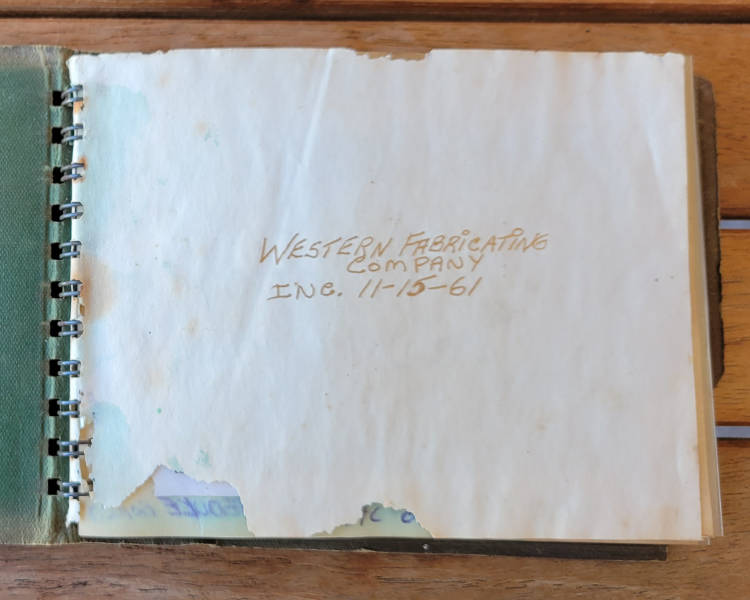 WESTERN FABRICATING
COMPANY
INC. 11-15-61